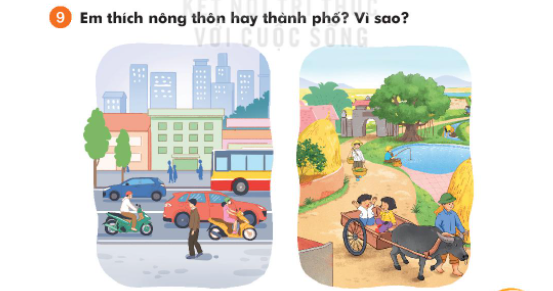 KẾT NỐI TRI THỨC
VỚI CUỘC SỐNG
9 Em thích nông thôn hay thành phố? Vì sao?